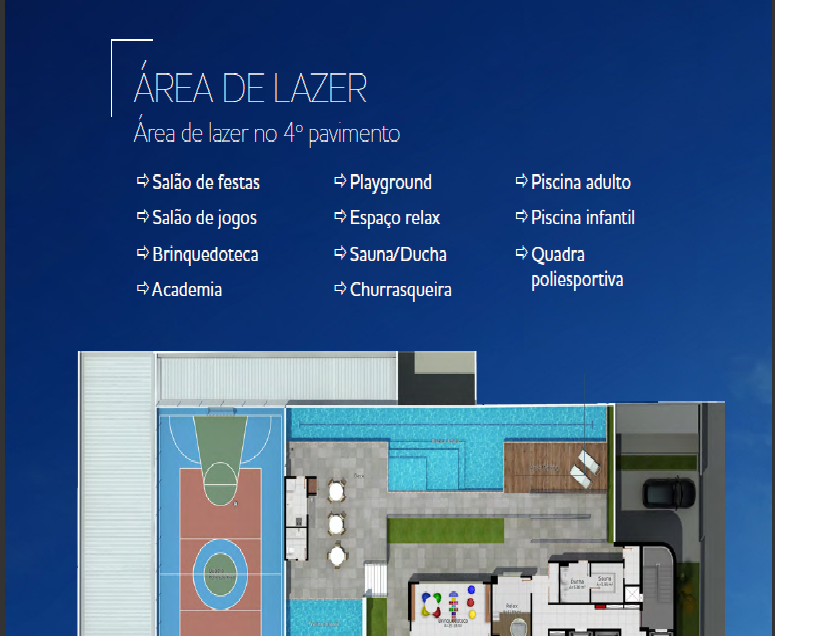 ÁREA DE LAZER
Área de lazer no 4º pavimento
⇨ Salão de festas
⇨ Salão de jogos
⇨ Brinquedoteca
⇨ Academia
⇨ Playground
⇨ Espaço relax
⇨ Sauna/Ducha
⇨ Churrasqueira
⇨ Piscina adulto
⇨ Piscina infantil
⇨ Quadra
poliesportiva
Ducha
Sauna
Relax
BRINQUEDOTECA